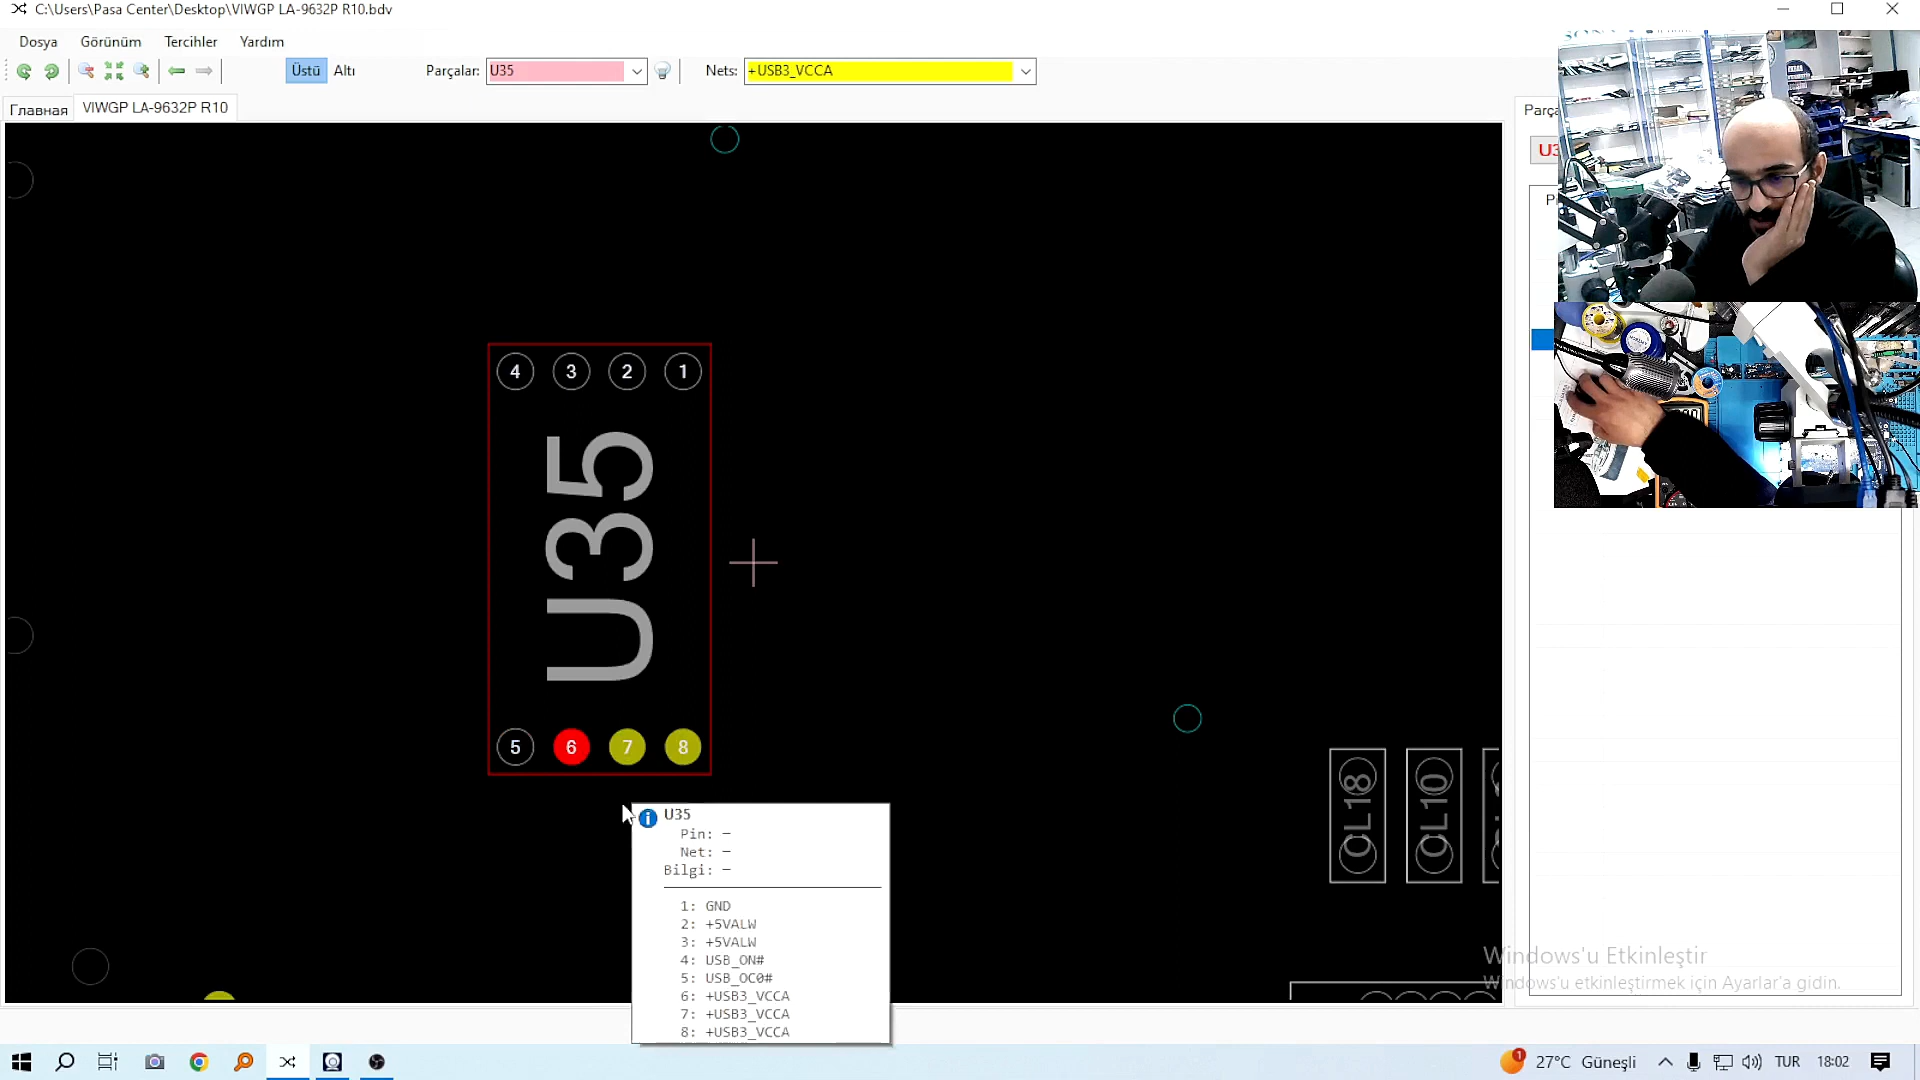 C:\Users\Pasa Center\Desktop\VIWGP LA-9632P R10.bdv
Dosya Görünüm Tercihler Yardım
Üstü Altı Parçalar: U35 Nets: +USB3_VCCA
Главная VIWGP LA-9632P R10
4 3 2 1
U35
5 6 7 8
U35
Pin: –
Net: –
Bilgi: –
1: GND
2: +5VALW
3: +5VALW
4: USB_ON#
5: USB_OC0#
6: +USB3_VCCA
7: +USB3_VCCA
8: +USB3_VCCA
CL18 CL10
Windows'u Etkinleştir
Windows'u etkinleştirmek için Ayarlar'a gidin.
1 27°C Güneşli TUR 18:02